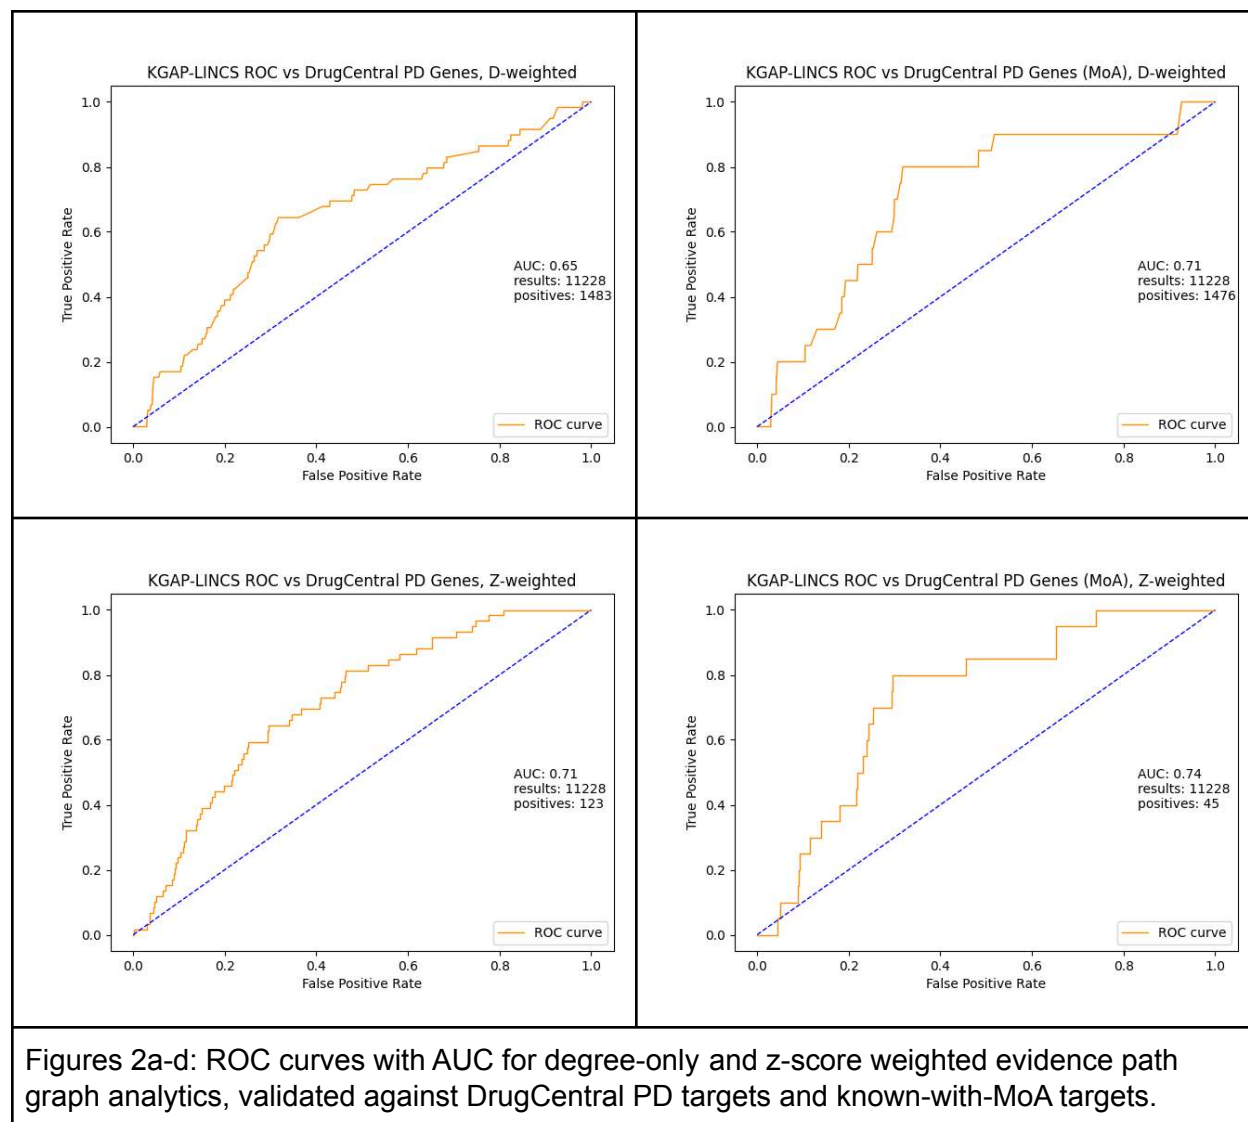 KGAP-LINCS ROC vs DrugCentral PD Genes, D-weighted
1.0
0.8
0.6
0.4
0.2
0.0
True Positive Rate
AUC: 0.65
results: 11228
positives: 1483
ROC curve
0.0 0.2 0.4 0.6 0.8 1.0
False Positive Rate
KGAP-LINCS ROC vs DrugCentral PD Genes (MoA), D-weighted
1.0
0.8
0.6
0.4
0.2
0.0
True Positive Rate
AUC: 0.71
results: 11228
positives: 1476
ROC curve
0.0 0.2 0.4 0.6 0.8 1.0
False Positive Rate
KGAP-LINCS ROC vs DrugCentral PD Genes, Z-weighted
1.0
0.8
0.6
0.4
0.2
0.0
True Positive Rate
AUC: 0.71
results: 11228
positives: 123
ROC curve
0.0 0.2 0.4 0.6 0.8 1.0
False Positive Rate
KGAP-LINCS ROC vs DrugCentral PD Genes (MoA), Z-weighted
1.0
0.8
0.6
0.4
0.2
0.0
True Positive Rate
AUC: 0.74
results: 11228
positives: 45
ROC curve
0.0 0.2 0.4 0.6 0.8 1.0
False Positive Rate
Figures 2a-d: ROC curves with AUC for degree-only and z-score weighted evidence path
graph analytics, validated against DrugCentral PD targets and known-with-MoA targets.